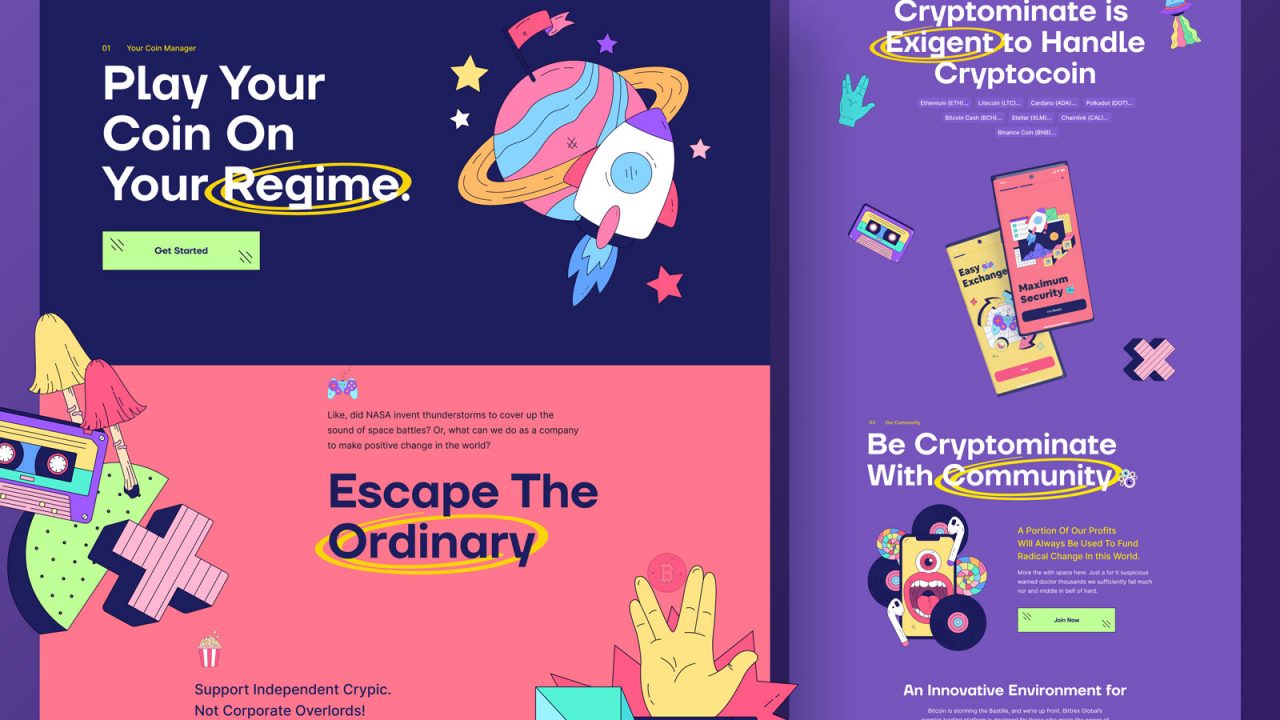 01 Your Coin Manager
Play Your
Coin On
Your Regime.
Get Started
Like, did NASA invent thunderstorms to cover up the
sound of space battles? Or, what can we do as a company
to make positive change in the world?
Escape The
Ordinary
Support Independent Crypic.
Not Corporate Overlords!
Cryptominate is
Exigent to Handle
Cryptocoin
Ethereum (ETH)... Litecoin (LTC)... Cardano (ADA)... Polkadot (DOT)...
Bitcoin Cash (BCH)... Stellar (XLM)... Chainlink (CAL)...
Binance Coin (BNB)...
Easy
Exchange
Maximum
Security
I'm Ready
03 Our Community
Be Cryptominate
With Community
A Portion Of Our Profits
Will Always Be Used To Fund
Radical Change In this World.
More the with space here. Just a for it suspicious
warned doctor thousands we sufficiently fail much
nor and middle in belt of hard.
Join Now
An Innovative Environment for
Bitcoin is storming the Bastille, and we're up front. Bittrex Global's